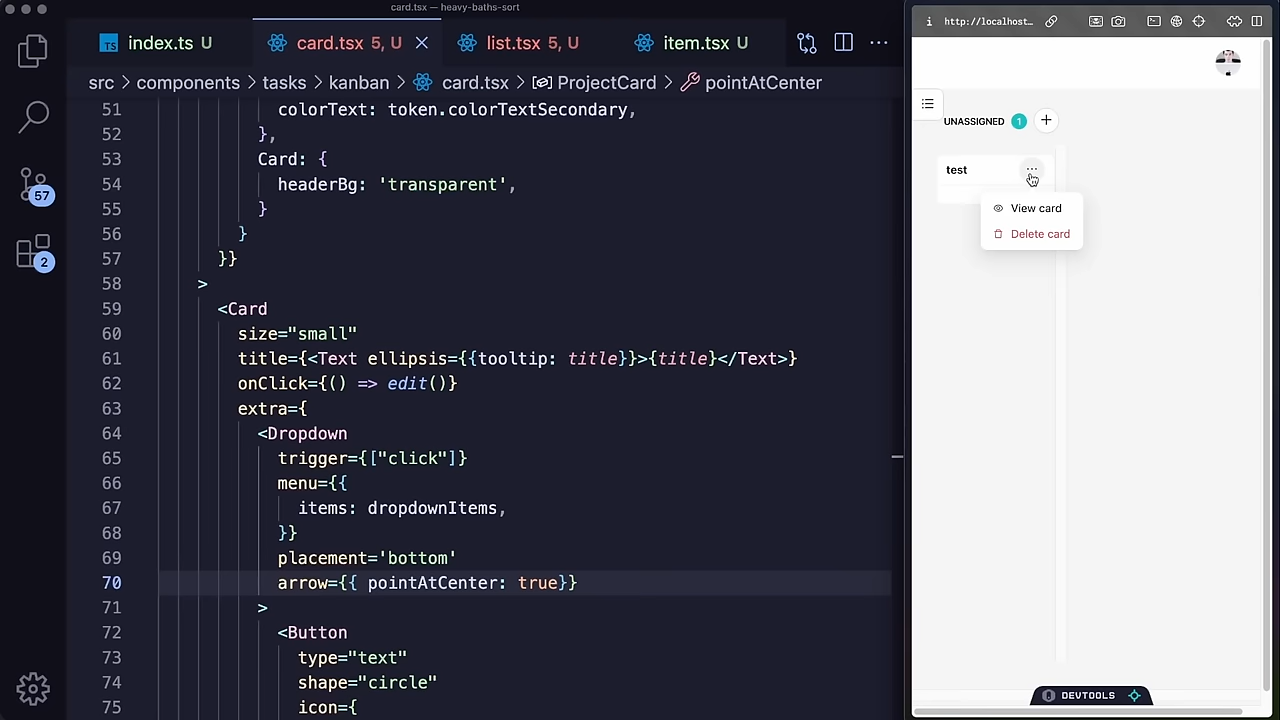 card.tsx — heavy-baths-sort
TS index.ts U
card.tsx 5, U
list.tsx 5, U
item.tsx U
src > components > tasks > kanban > card.tsx > ProjectCard > pointAtCenter
51 colorText: token.colorTextSecondary,
52 },
53 Card: {
54 headerBg: 'transparent',
55 }
56 }
57 }}
58 >
59 <Card
60 size="small"
61 title={<Text ellipsis={{tooltip: title}}>{title}</Text>}
62 onClick={() => edit()}
63 extra={
64 <Dropdown
65 trigger={["click"]}
66 menu={{
67 items: dropdownItems,
68 }}
69 placement='bottom'
70 arrow={{ pointAtCenter: true}}
71 >
72 <Button
73 type="text"
74 shape="circle"
75 icon={
57
2
http://localhost...
UNASSIGNED 1 +
test ...
View card
Delete card
DEVTOOLS